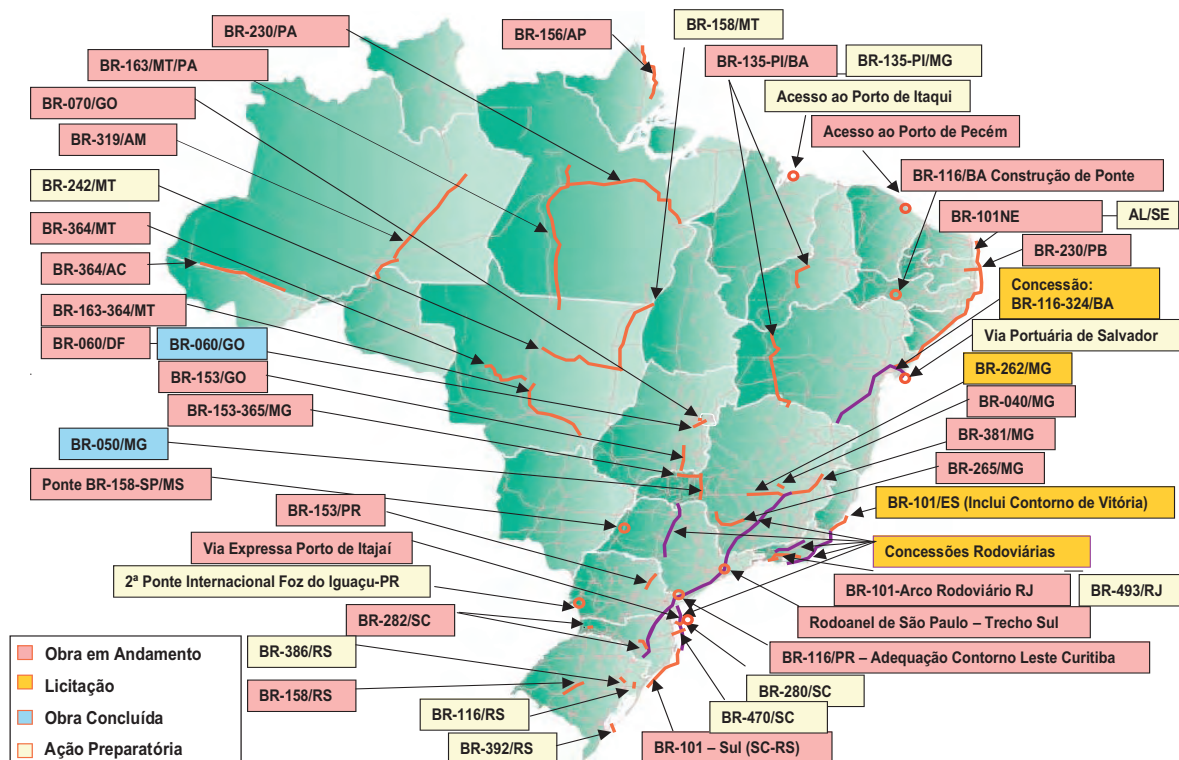 BR-230/PA
BR-156/AP
BR-158/MT
BR-163/MT/PA
BR-135-PI/BA
BR-135-PI/MG
BR-070/GO
Acesso ao Porto de Itaqui
BR-319/AM
Acesso ao Porto de Pecém
BR-242/MT
BR-116/BA Construção de Ponte
BR-364/MT
BR-101NE
AL/SE
BR-364/AC
BR-230/PB
BR-163-364/MT
Concessão:
BR-116-324/BA
BR-060/DF
BR-060/GO
Via Portuária de Salvador
BR-153/GO
BR-262/MG
BR-153-365/MG
BR-040/MG
BR-050/MG
BR-381/MG
Ponte BR-158-SP/MS
BR-265/MG
BR-153/PR
BR-101/ES (Inclui Contorno de Vitória)
Via Expressa Porto de Itajaí
Concessões Rodoviárias
2ª Ponte Internacional Foz do Iguaçu-PR
BR-101-Arco Rodoviário RJ
BR-493/RJ
BR-282/SC
Rodoanel de São Paulo – Trecho Sul
BR-386/RS
BR-116/PR – Adequação Contorno Leste Curitiba
BR-158/RS
BR-280/SC
BR-116/RS
BR-470/SC
BR-392/RS
BR-101 – Sul (SC-RS)
Obra em Andamento
Licitação
Obra Concluída
Ação Preparatória